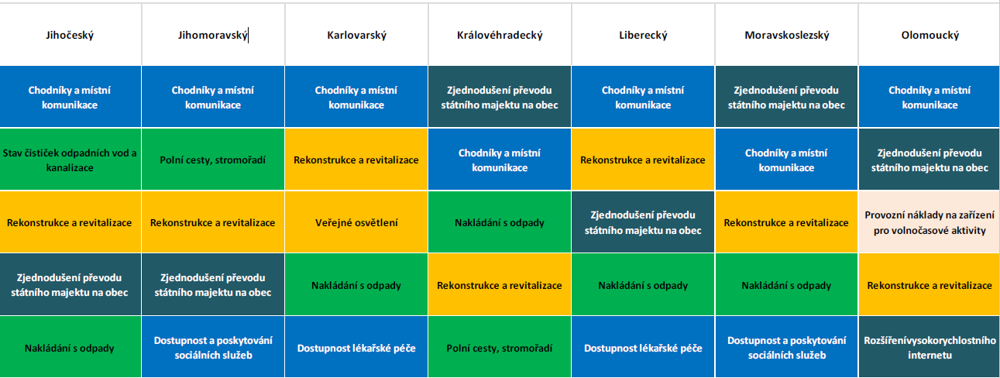 Jihočeský
Jihomoravský
Karlovarský
Královéhradecký
Liberecký
Moravskoslezský
Olomoucký
Chodníky a místní
komunikace
Chodníky a místní
komunikace
Chodníky a místní
komunikace
Zjednodušení převodu
státního majektu na obec
Chodníky a místní
komunikace
Zjednodušení převodu
státního majektu na obec
Chodníky a místní
komunikace
Stav čističek odpadních vod a
kanalizace
Polní cesty, stromořadí
Rekonstrukce a revitalizace
Chodníky a místní
komunikace
Rekonstrukce a revitalizace
Chodníky a místní
komunikace
Zjednodušení převodu
státního majektu na obec
Rekonstrukce a revitalizace
Rekonstrukce a revitalizace
Veřejné osvětlení
Nakládání s odpady
Zjednodušení převodu
státního majektu na obec
Rekonstrukce a revitalizace
Provozní náklady na zařízení
pro volnočasové aktivity
Zjednodušení převodu
státního majektu na obec
Zjednodušení převodu
státního majektu na obec
Nakládání s odpady
Rekonstrukce a revitalizace
Nakládání s odpady
Nakládání s odpady
Rekonstrukce a revitalizace
Nakládání s odpady
Dostupnost a poskytování
sociálních služeb
Dostupnost lékařské péče
Polní cesty, stromořadí
Dostupnost lékařské péče
Dostupnost a poskytování
sociálních služeb
Rozšířenívysokorychlostního
internetu